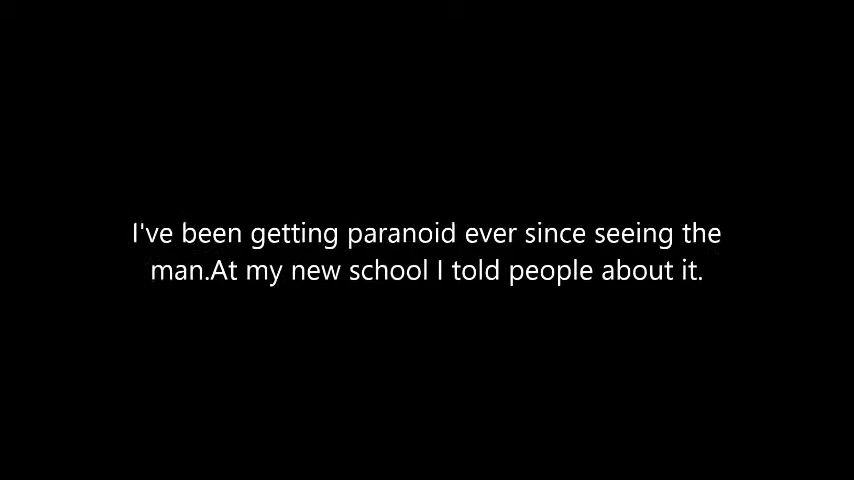 I've been getting paranoid ever since seeing the
man.At my new school I told people about it.